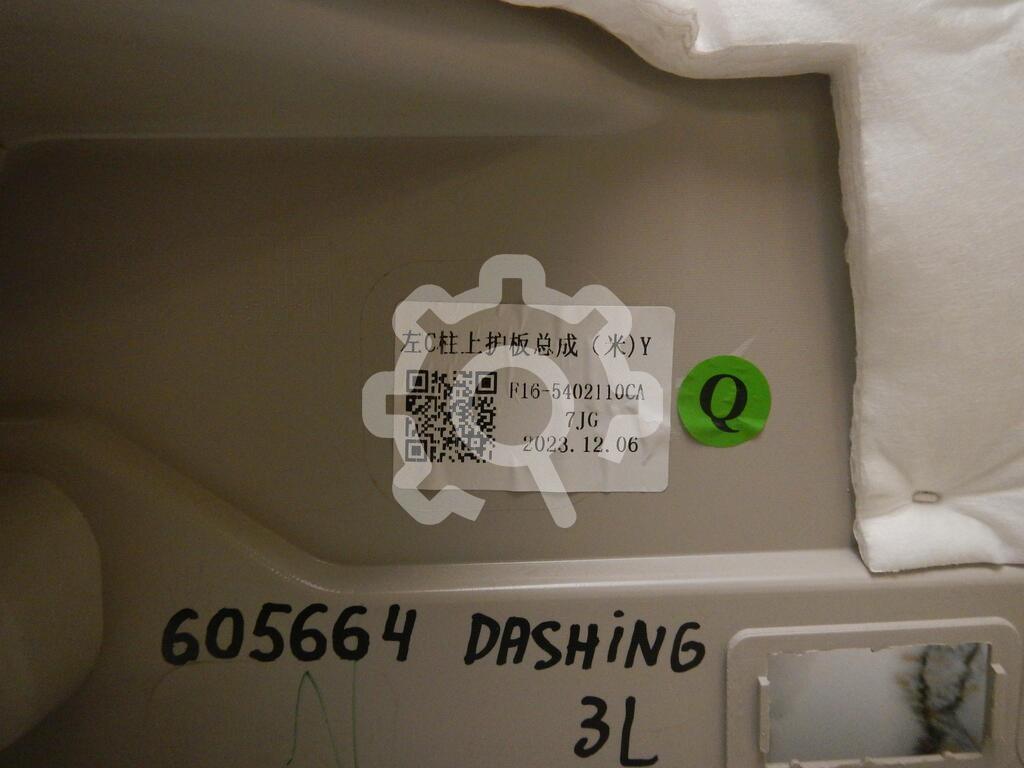 左C柱上护板总成(米)Y
F16-5402110CA
7JG
2023.12.06
Q
605664 DASHiNG
3L